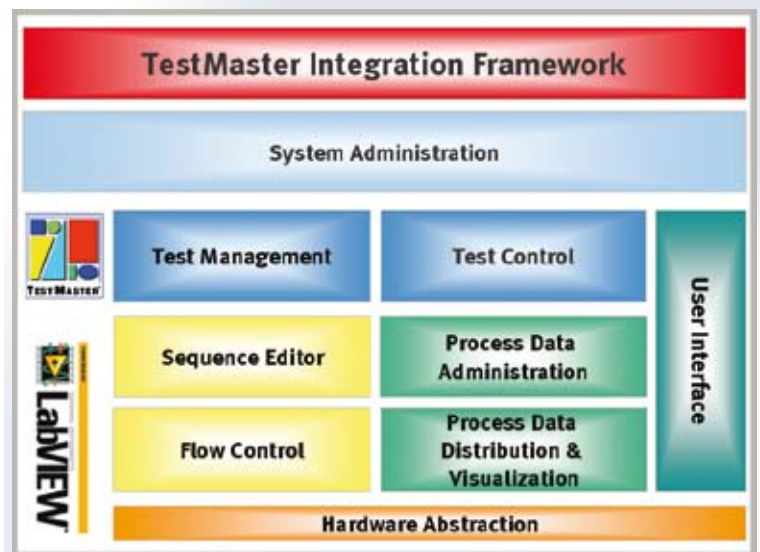 TestMaster Integration Framework
System Administration
TESTMASTER
Test Management
Test Control
User Interface
Sequence Editor
Process Data
Administration
LabVIEW
Flow Control
Process Data
Distribution &
Visualization
Hardware Abstraction